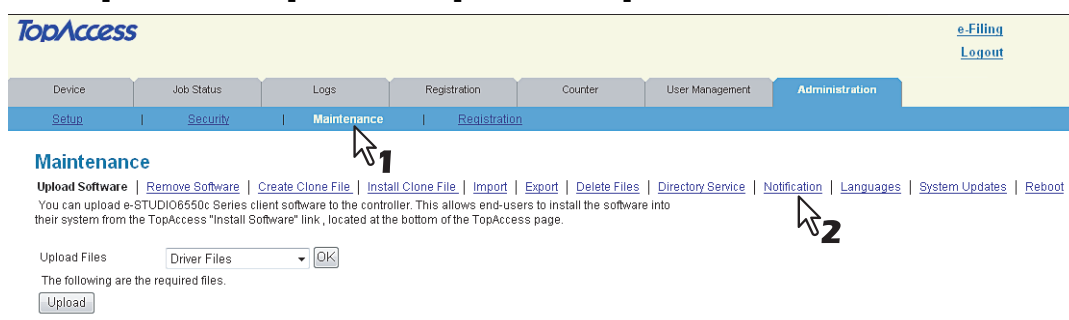 TopAccess
e-Filing
Logout
Device Job Status Logs Registration Counter User Management Administration
Setup | Security | Maintenance | Registration
1
Maintenance
Upload Software | Remove Software | Create Clone File | Install Clone File | Import | Export | Delete Files | Directory Service | Notification | Languages | System Updates | Reboot
You can upload e-STUDIO6550c Series client software to the controller. This allows end-users to install the software into
their system from the TopAccess "Install Software" link , located at the bottom of the TopAccess page.
2
Upload Files Driver Files OK
The following are the required files.
Upload